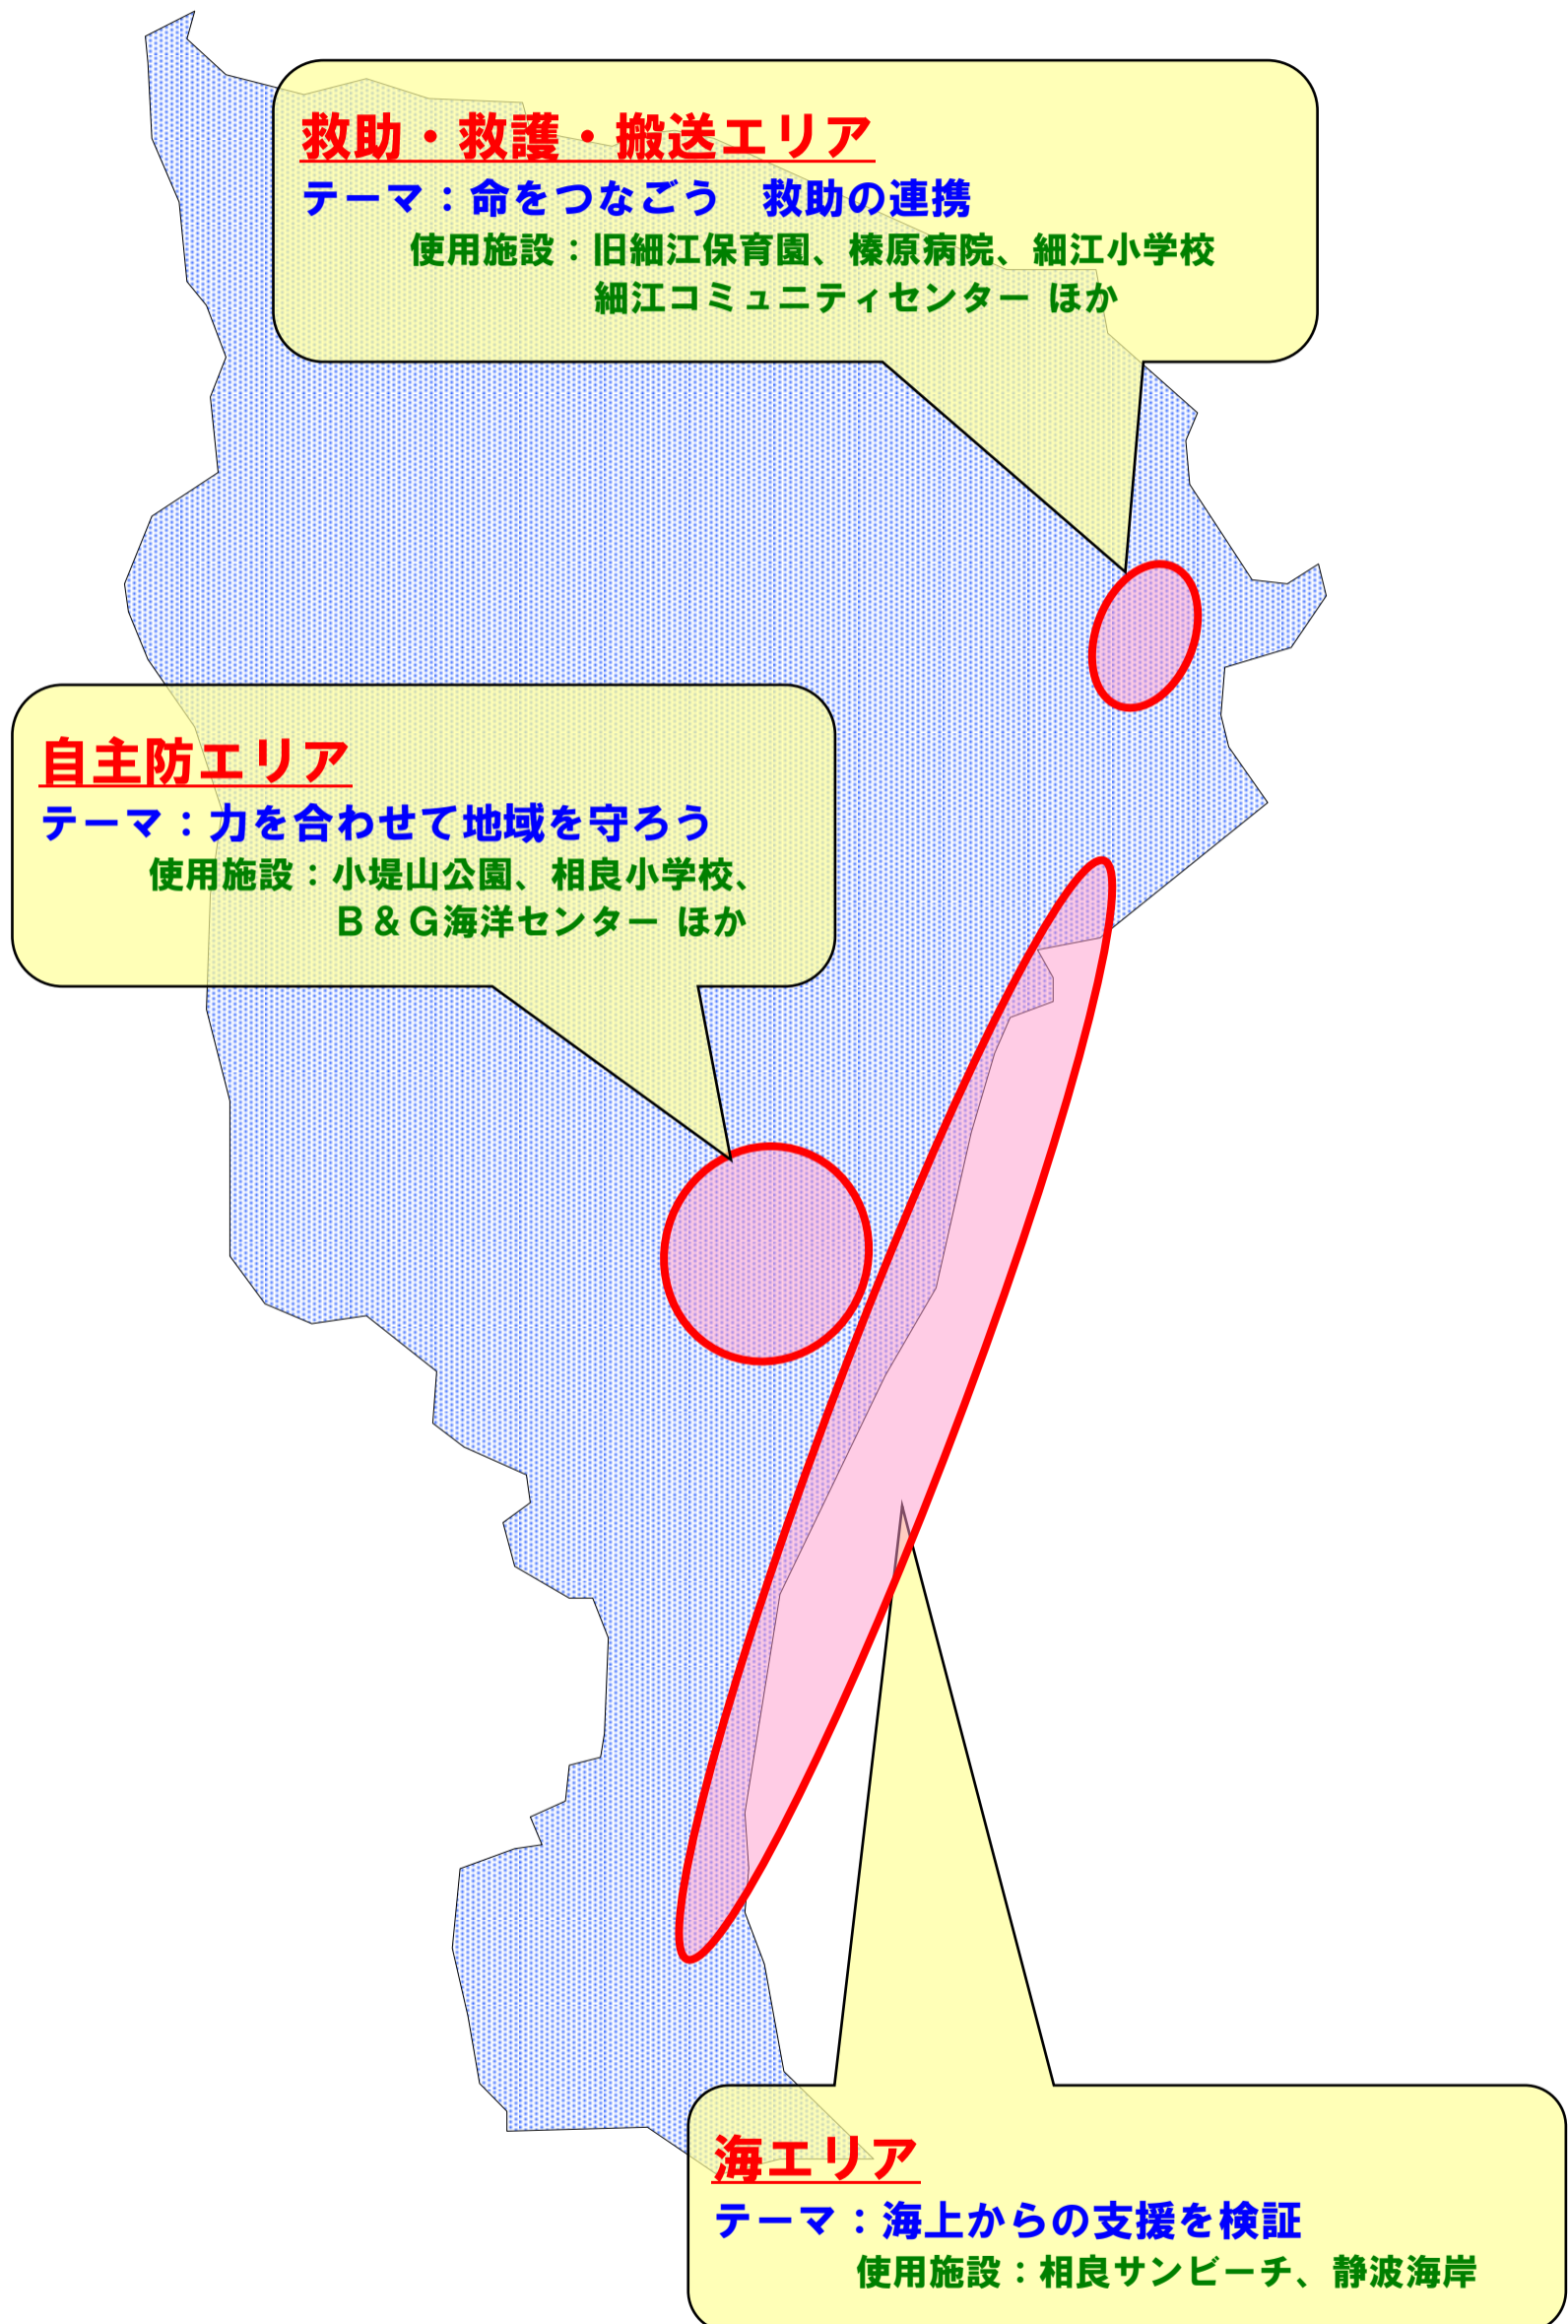 救助・救護・搬送エリア
テーマ：命をつなごう　救助の連携
使用施設：旧細江保育園、榛原病院、細江小学校
細江コミュニティセンター ほか
自主防エリア
テーマ：力を合わせて地域を守ろう
使用施設：小堤山公園、相良小学校、
Ｂ＆Ｇ海洋センター ほか
海エリア
テーマ：海上からの支援を検証
使用施設：相良サンビーチ、静波海岸